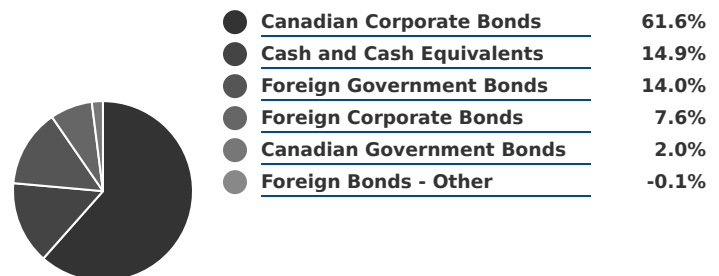 Canadian Corporate Bonds 61.6%
Cash and Cash Equivalents 14.9%
Foreign Government Bonds 14.0%
Foreign Corporate Bonds 7.6%
Canadian Government Bonds 2.0%
Foreign Bonds - Other -0.1%